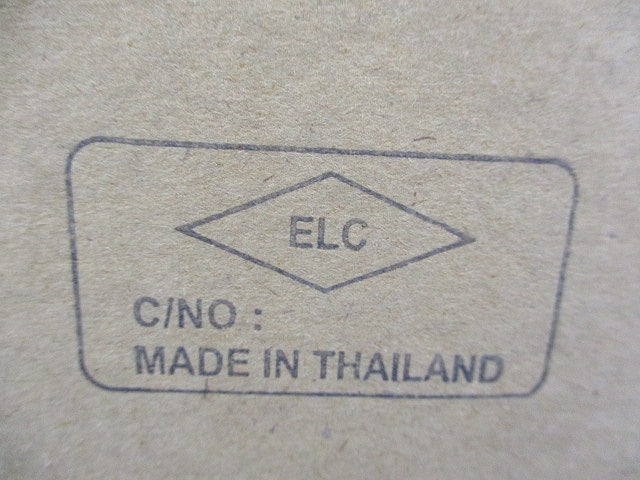 ELC
C/NO :
MADE IN THAILAND